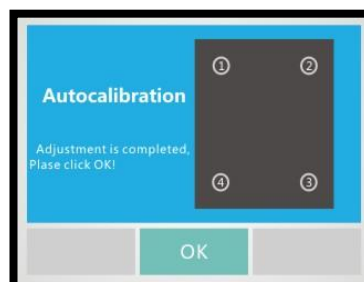 Autocalibration
① ②
Adjustment is completed,
Plase click OK!
④ ③
OK